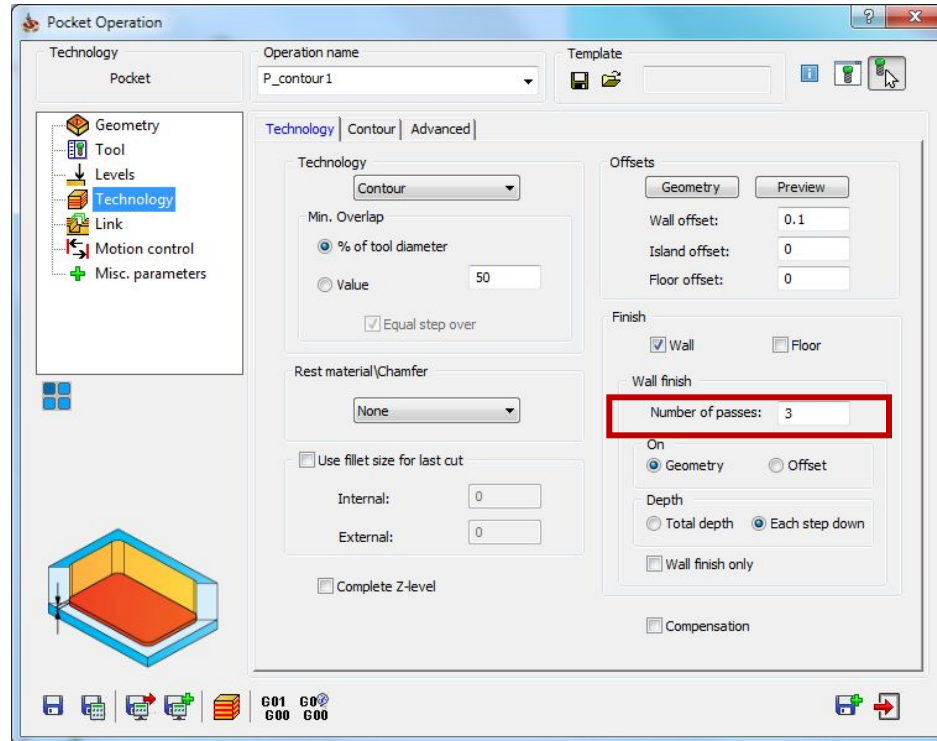 Pocket Operation
Technology
Pocket
Operation name
P_contour1
Template
Geometry
Tool
Levels
Technology
Link
Motion control
Misc. parameters
Technology
Contour
Advanced
Technology
Contour
Min. Overlap
% of tool diameter
Value
50
Equal step over
Rest material\Chamfer
None
Use fillet size for last cut
Internal:
0
External:
0
Complete Z-level
Offsets
Geometry
Preview
Wall offset:
0.1
Island offset:
0
Floor offset:
0
Finish
Wall
Floor
Wall finish
Number of passes:
3
On
Geometry
Offset
Depth
Total depth
Each step down
Wall finish only
Compensation
G01
G00
G00
G00